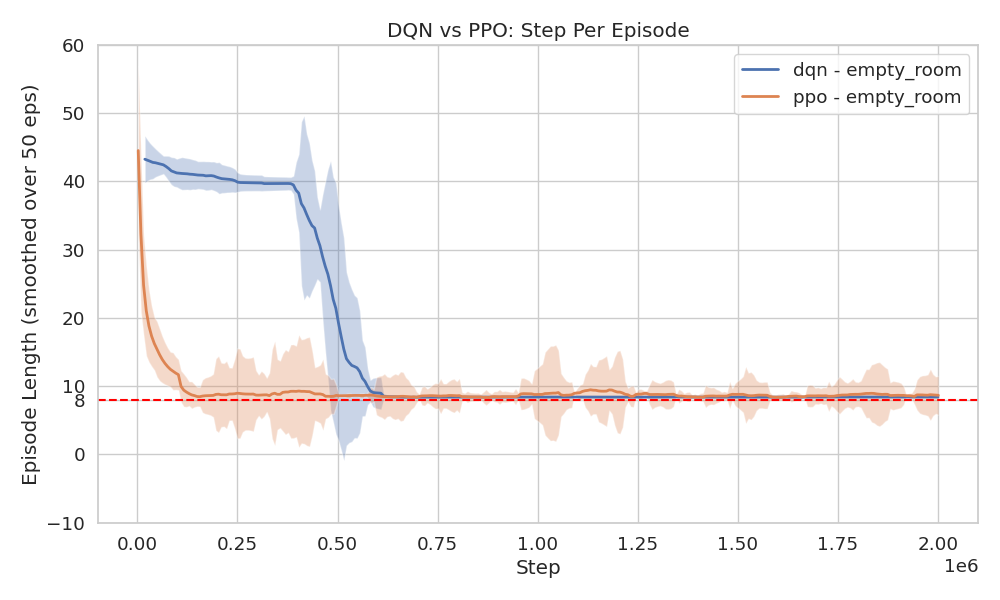 DQN vs PPO: Step Per Episode
dqn - empty_room
ppo - empty_room
Episode Length (smoothed over 50 eps)
60
50
40
30
20
10
8
0
−10
0.00 0.25 0.50 0.75 1.00 1.25 1.50 1.75 2.00
1e6
Step